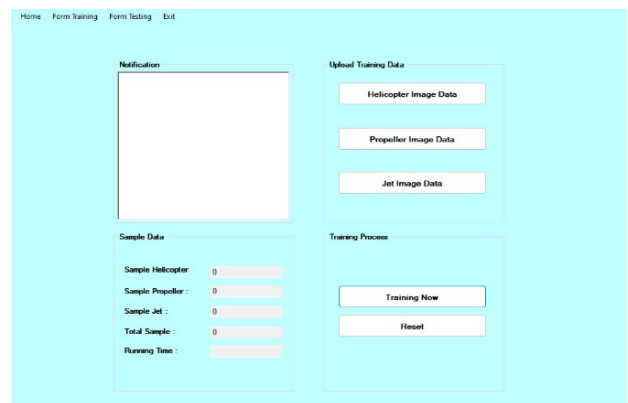 Home Form Training Form Testing Exit
Notification
Upload Training Data
Helicopter Image Data
Propeller Image Data
Jet Image Data
Sample Data
Sample Helicopter 0
Sample Propeller : 0
Sample Jet : 0
Total Sample : 0
Running Time :
Training Process
Training Now
Reset